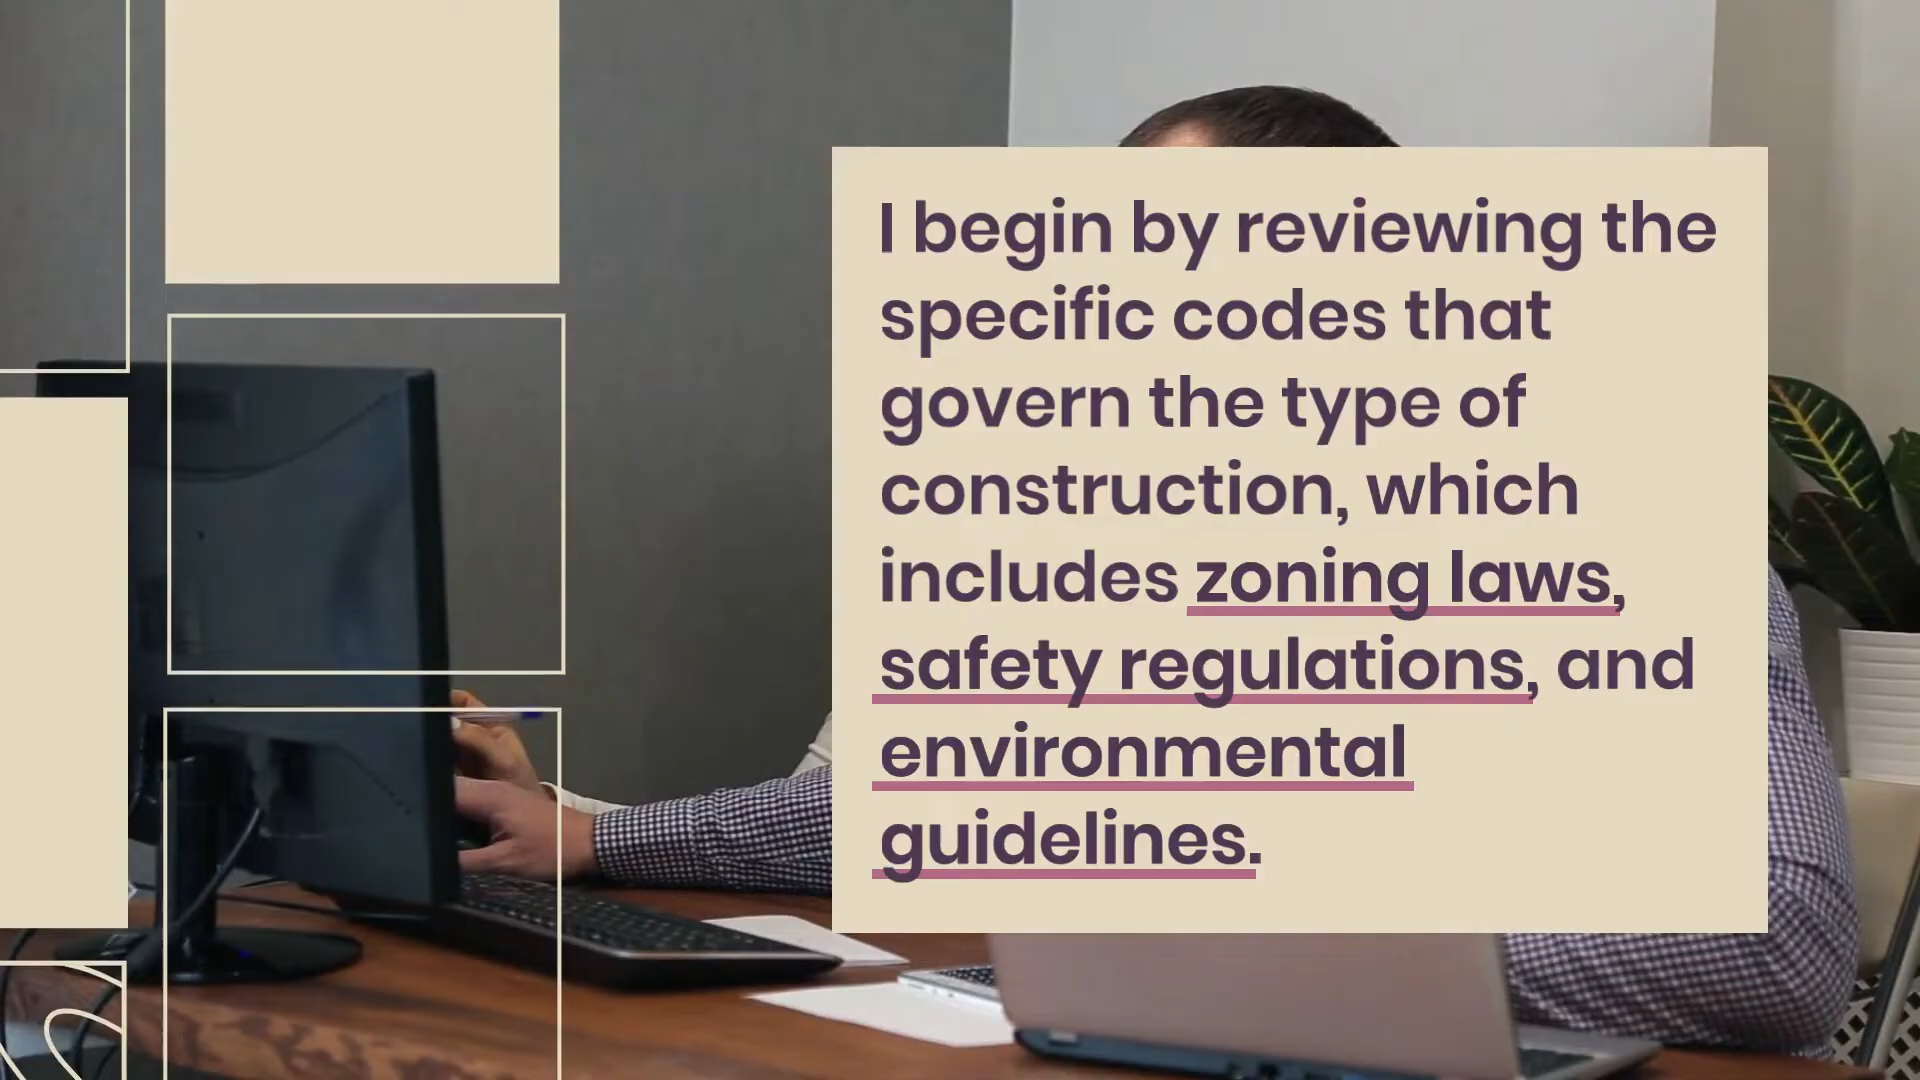 I begin by reviewing the
specific codes that
govern the type of
construction, which
includes zoning laws,
safety regulations, and
environmental
guidelines.